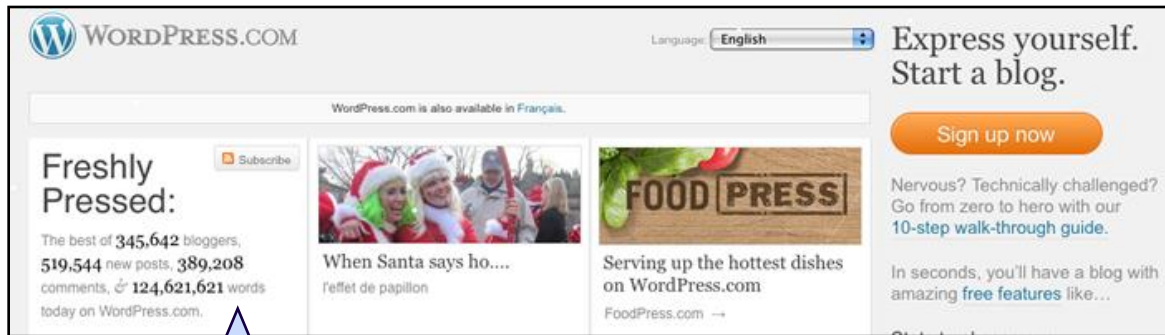 WORDPRESS.COM
Language: English
WordPress.com is also available in Français.
Freshly
Pressed:
Subscribe
The best of 345,642 bloggers,
519,544 new posts, 389,208
comments, & 124,621,621 words
today on WordPress.com.
When Santa says ho....
l'effet de papillon
FOOD PRESS
Serving up the hottest dishes
on WordPress.com
FoodPress.com →
Express yourself.
Start a blog.
Sign up now
Nervous? Technically challenged?
Go from zero to hero with our
10-step walk-through guide.
In seconds, you'll have a blog with
amazing free features like…